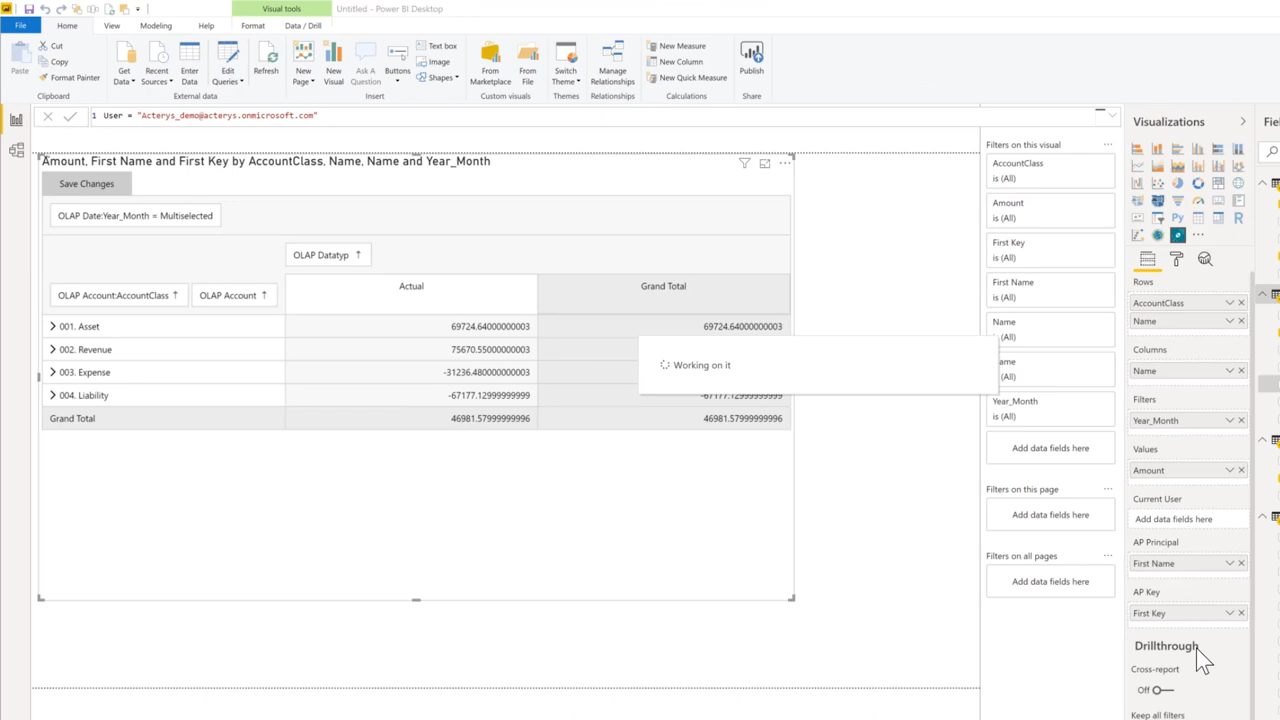 Visual tools
Untitled - Power BI Desktop
File
Home
View
Modeling
Help
Format
Data / Drill
Paste
Cut
Copy
Format Painter
Clipboard
Get Data
Recent Sources
Enter Data
Edit Queries
Refresh
External data
New Page
New Visual
Ask A Question
Buttons
Text box
Image
Shapes
Insert
From Marketplace
From File
Custom visuals
Switch Theme
Themes
Manage Relationships
Relationships
New Measure
New Column
New Quick Measure
Calculations
Publish
Share
1 User = "Acterys_demo@acterys.onmicrosoft.com"
Amount, First Name and First Key by AccountClass, Name, Name and Year_Month
Save Changes
OLAP Date:Year_Month = Multiselected
OLAP Datatyp
OLAP Account:AccountClass
OLAP Account
Actual
Grand Total
001. Asset
69724.64000000003
69724.64000000003
002. Revenue
75670.55000000003
003. Expense
-31236.480000000003
004. Liability
-67177.12999999999
-67177.12999999999
Grand Total
46981.57999999996
46981.57999999996
Working on it
Filters on this visual
AccountClass
is (All)
Amount
is (All)
First Key
is (All)
First Name
is (All)
Name
is (All)
is (All)
Year_Month
is (All)
Add data fields here
Filters on this page
Add data fields here
Filters on all pages
Add data fields here
Visualizations
R
Py
Rows
AccountClass
Name
Columns
Name
Filters
Year_Month
Values
Amount
Current User
Add data fields here
AP Principal
First Name
AP Key
First Key
Drillthrough
Cross-report
Off
Keep all filters